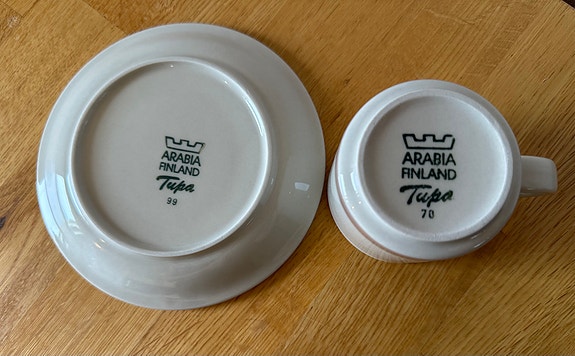 ARABIA
FINLAND
Tupa
99
ARABIA
FINLAND
Tupa
70